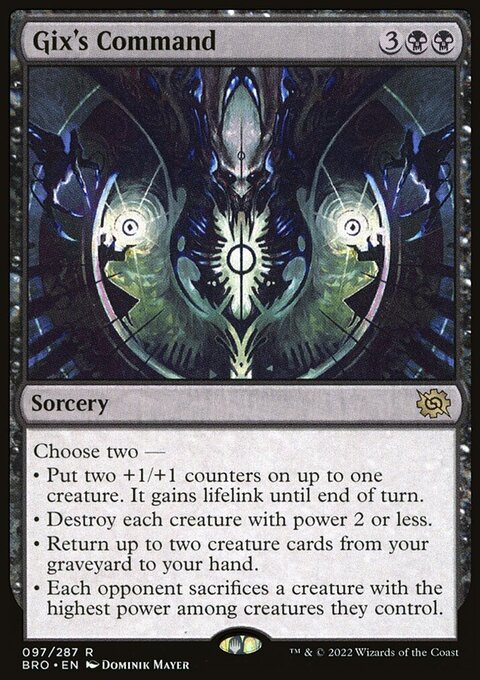 Gix's Command 3
Sorcery
Choose two —
• Put two +1/+1 counters on up to one
creature. It gains lifelink until end of turn.
• Destroy each creature with power 2 or less.
• Return up to two creature cards from your
graveyard to your hand.
• Each opponent sacrifices a creature with the
highest power among creatures they control.
097/287 R
BRO • EN Dominik Mayer
™ & © 2022 Wizards of the Coast